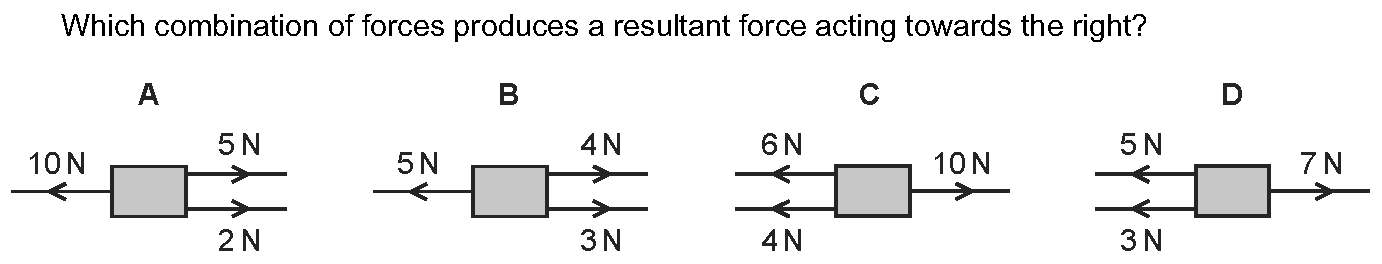 Which combination of forces produces a resultant force acting towards the right?
A B C D
10 N 5 N 2 N
5 N 4 N 3 N
6 N 4 N 10 N
5 N 3 N 7 N